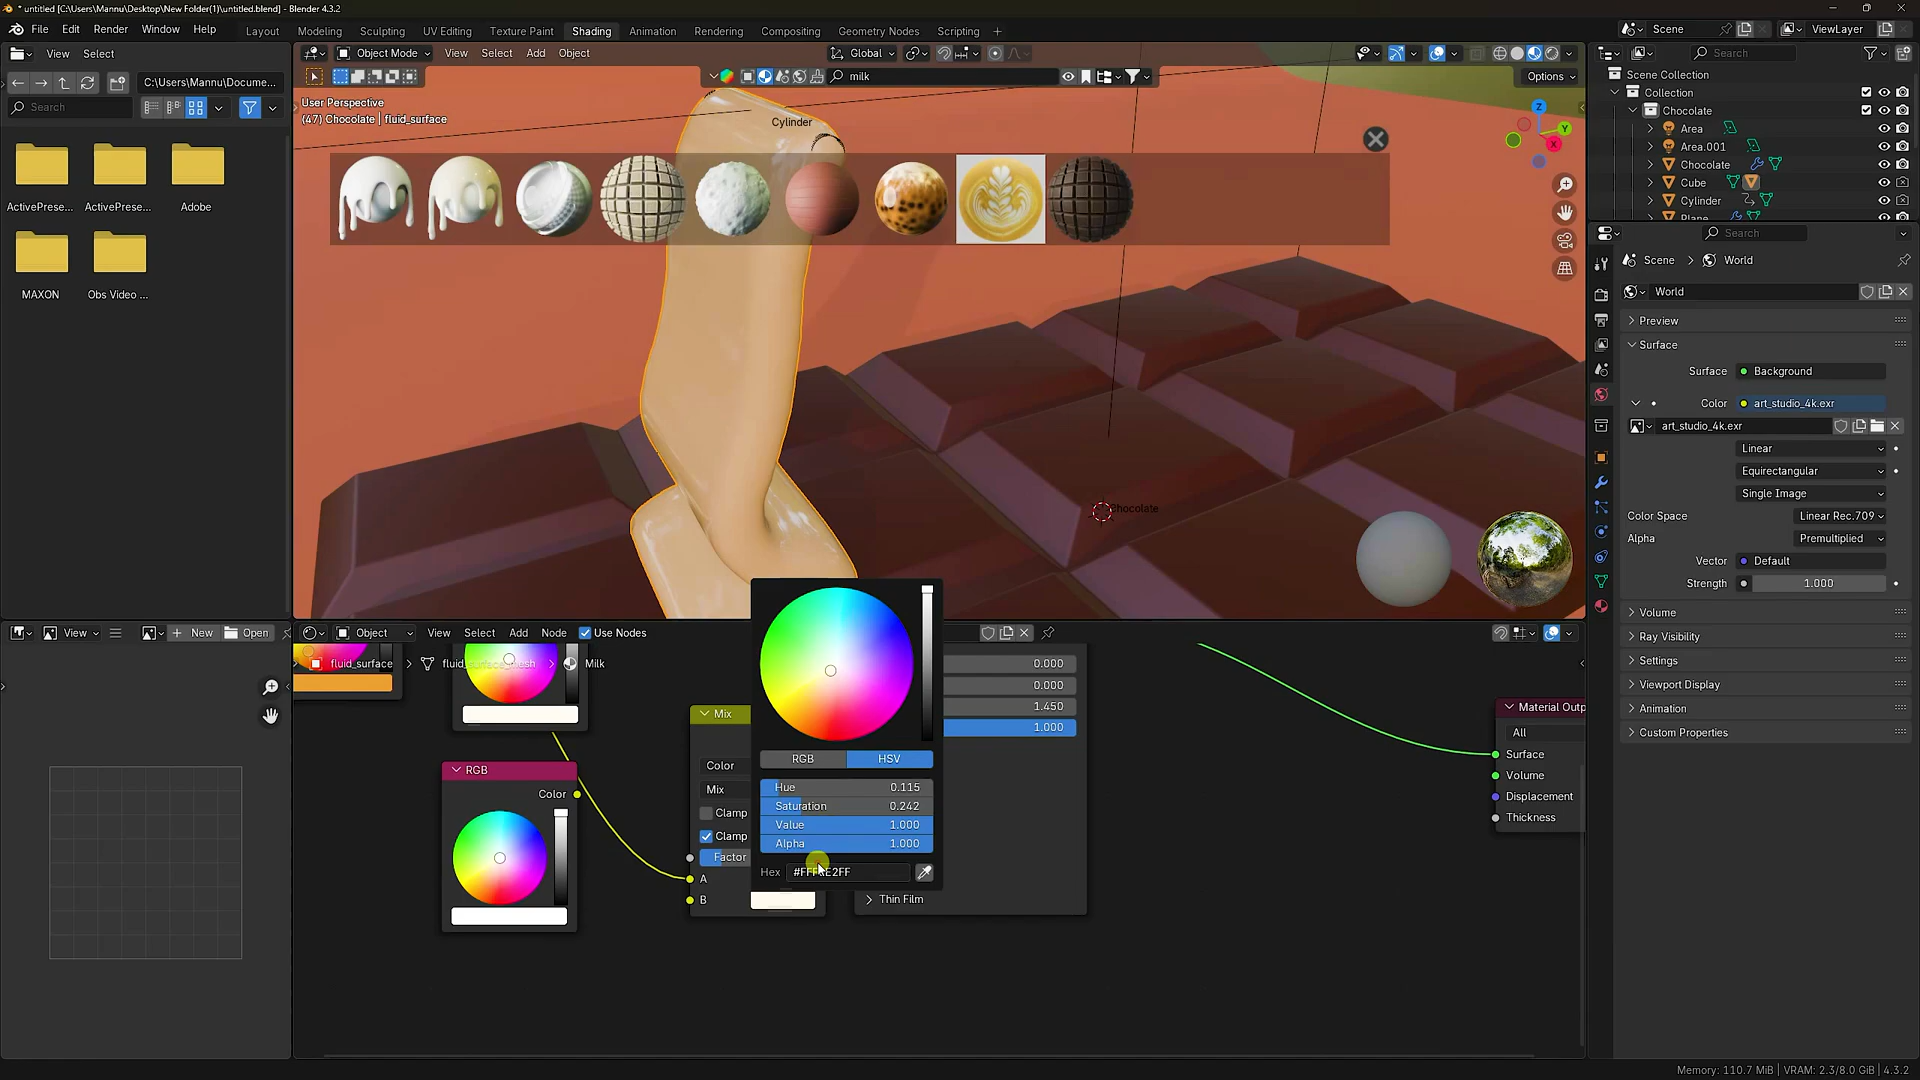 * untitled [C:\Users\Mannu\Desktop\New Folder(1)\untitled.blend] - Blender 4.3.2
File Edit Render Window Help
Layout Modeling Sculpting UV Editing Texture Paint Shading Animation Rendering Compositing Geometry Nodes Scripting +
Scene ViewLayer
View Select
Object Mode View Select Add Object Global
Search
C:\Users\Mannu\Docume...
milk Options
Search
ActivePrese... ActivePrese... Adobe
MAXON Obs Video ...
User Perspective
(47) Chocolate | fluid_surface
Cylinder
Chocolate
Z
Y
X
Scene Collection
Collection
Chocolate
Area
Area.001
Chocolate
Cube
Cylinder
Plane
Search
Scene > World
World
Preview
Surface
Surface Background
Color art_studio_4k.exr
art_studio_4k.exr
Linear
Equirectangular
Single Image
Color Space Linear Rec.709
Alpha Premultiplied
Vector Default
Strength 1.000
Volume
Ray Visibility
Settings
Viewport Display
Animation
Custom Properties
View New Open
Object View Select Add Node Use Nodes
fluid_surface > fluid_surface_mesh > Milk
RGB
Color
Mix
Color
Mix
Clamp
Clamp
Factor
A
B
RGB HSV
Hue 0.115
Saturation 0.242
Value 1.000
Alpha 1.000
Hex
0.000
0.000
1.450
1.000
Thin Film
Material Outp
All
Surface
Volume
Displacement
Thickness
Memory: 110.7 MiB | VRAM: 2.3/8.0 GiB | 4.3.2